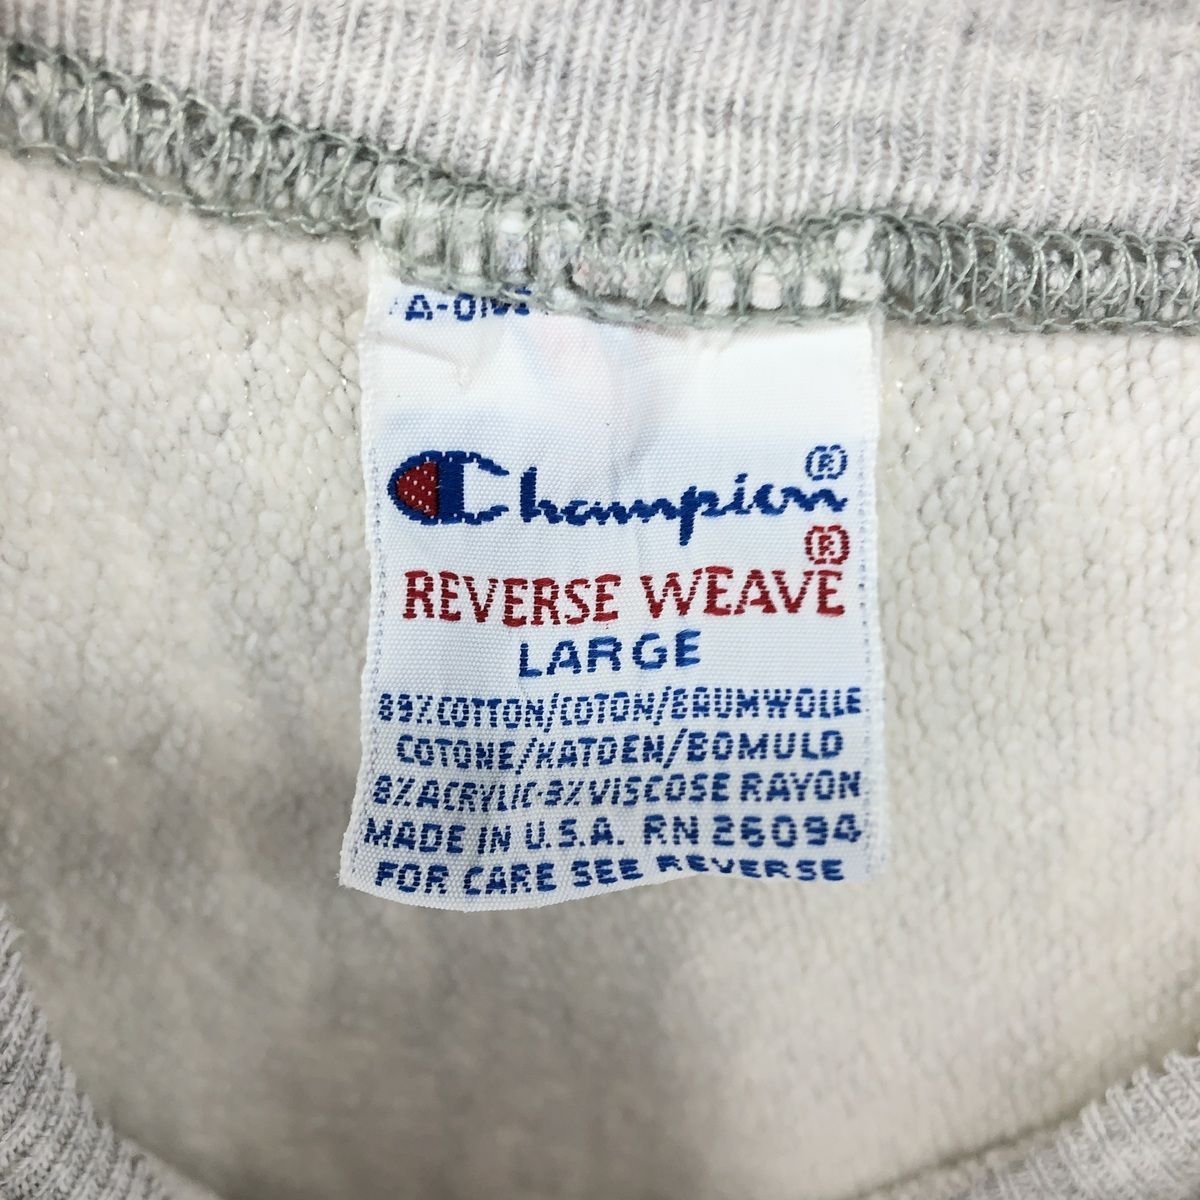 Champion®
REVERSE WEAVE®
LARGE
89% COTTON/COTON/BAUMWOLLE
COTONE/KATOEN/BOMULD
8% ACRYLIC-3% VISCOSE RAYON
MADE IN U.S.A. RN 26094
FOR CARE SEE REVERSE